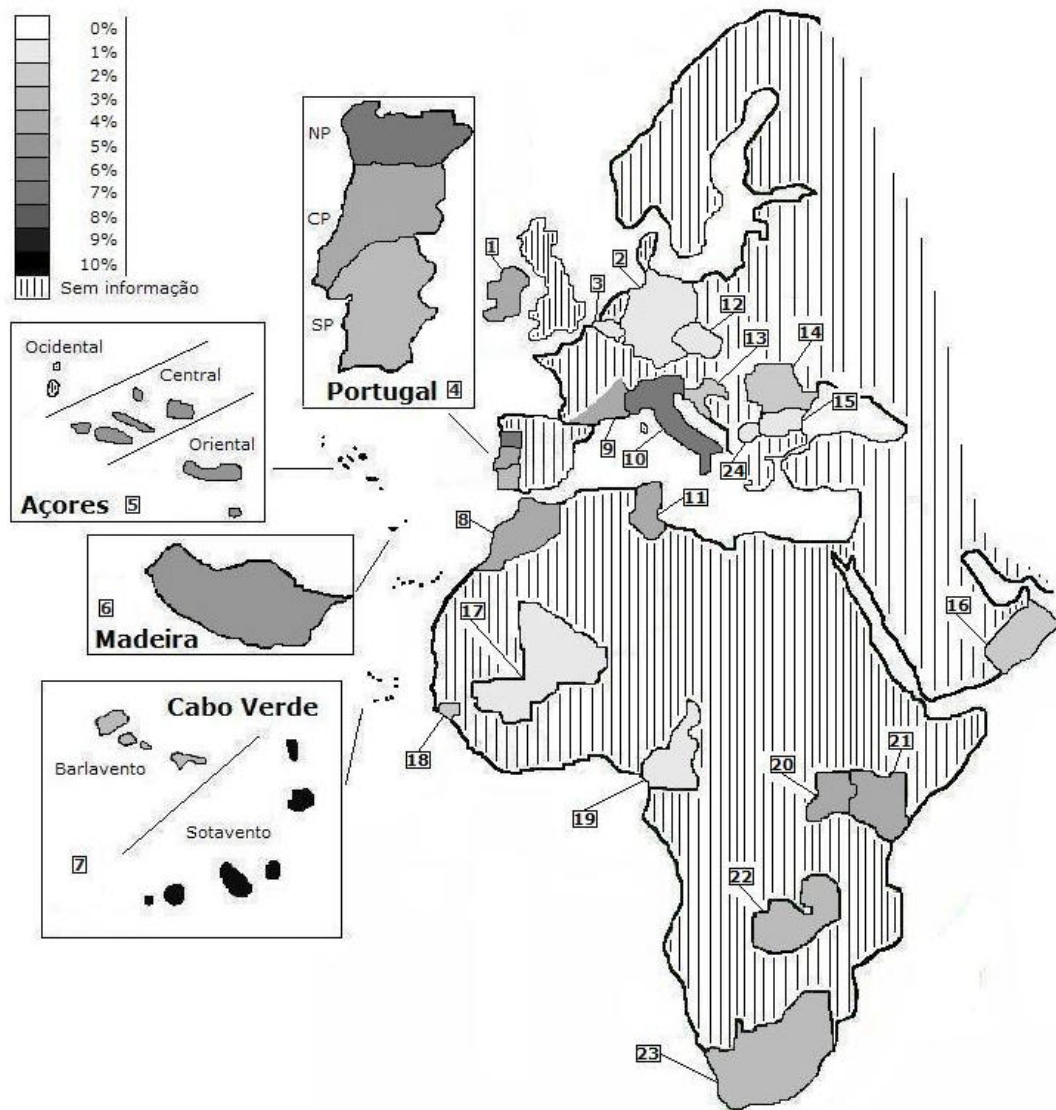 0%
1%
2%
3%
4%
5%
6%
7%
8%
9%
10%
Sem informação
NP
CP
SP
Portugal 4
Ocidental
Central
Oriental
Açores 5
6
Madeira
Cabo Verde
Barlavento
Sotavento
7
1
2
3
12
13
14
15
9
10
24
11
8
16
17
18
19
20
21
22
23